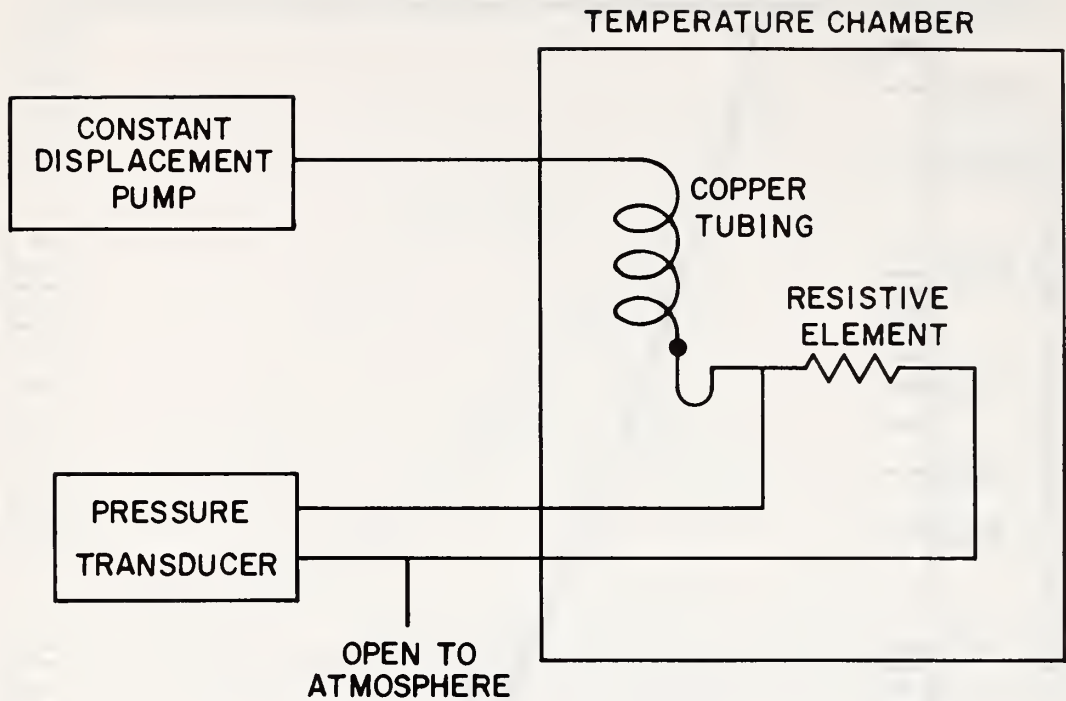 TEMPERATURE CHAMBER
CONSTANT
DISPLACEMENT
PUMP
COPPER
TUBING
RESISTIVE
ELEMENT
PRESSURE
TRANSDUCER
OPEN TO
ATMOSPHERE